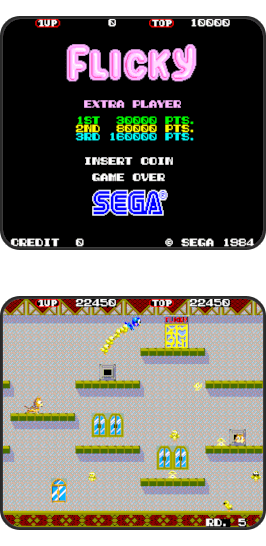 1UP 0 TOP 10000
FLICKY
EXTRA PLAYER
1ST 30000 PTS.
2ND 80000 PTS.
3RD 160000 PTS.
INSERT COIN
GAME OVER
SEGA®
CREDIT 0 © SEGA 1984
1UP 22450 TOP 22450
RD. 5